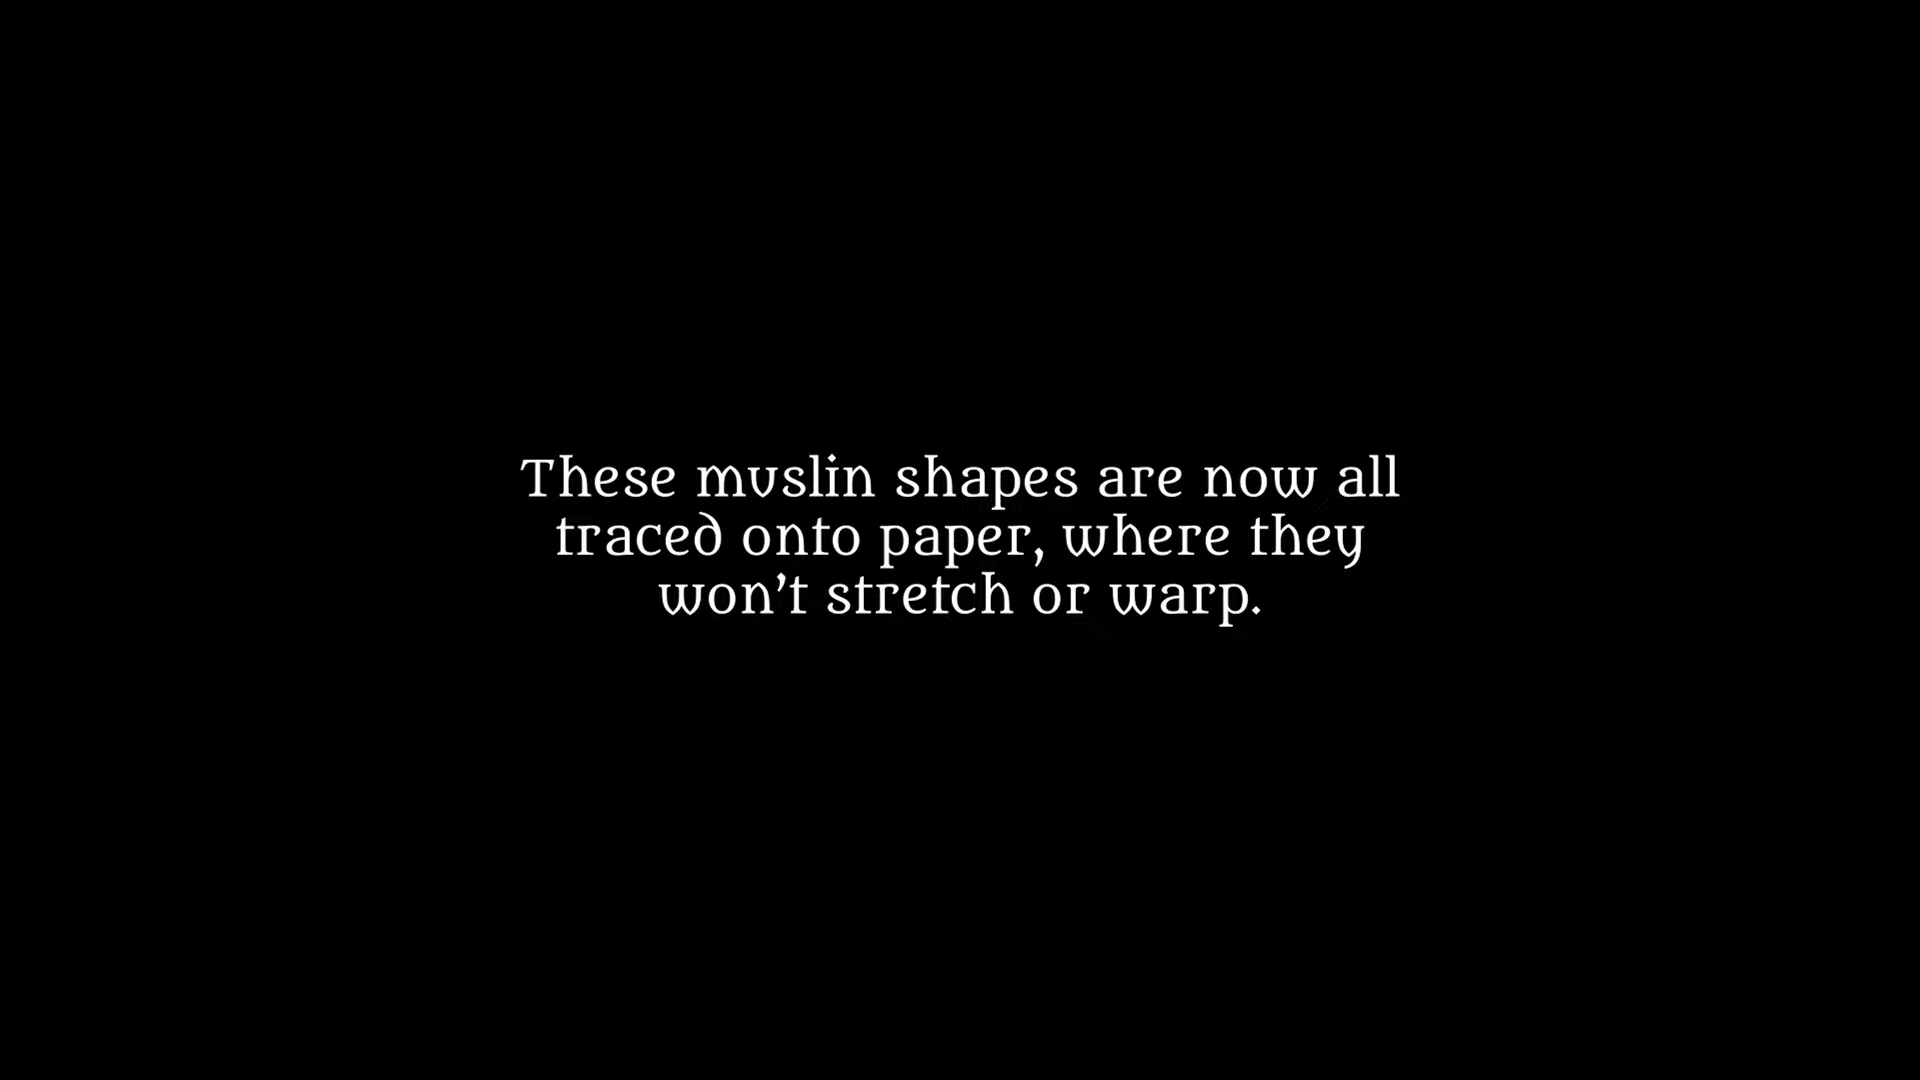 These muslin shapes are now all
traced onto paper, where they
won’t stretch or warp.